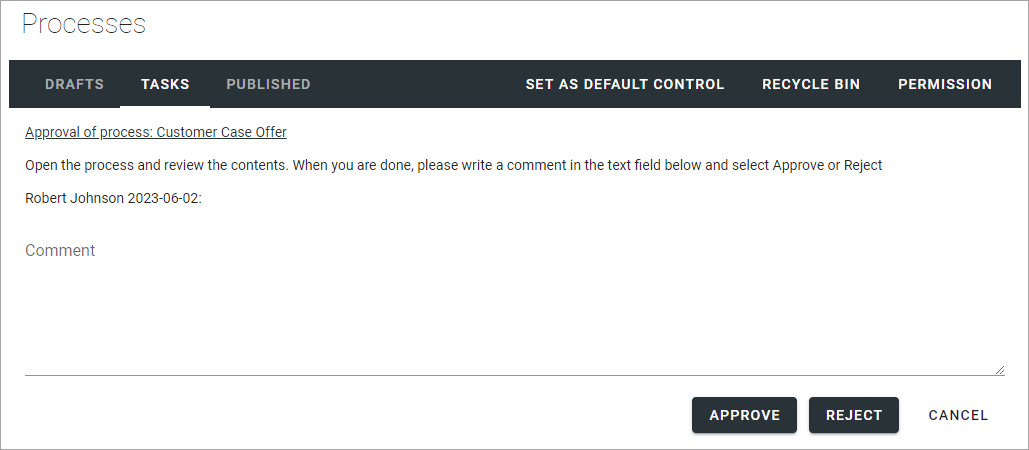 Processes
DRAFTS TASKS PUBLISHED SET AS DEFAULT CONTROL RECYCLE BIN PERMISSION
Approval of process: Customer Case Offer
Open the process and review the contents. When you are done, please write a comment in the text field below and select Approve or Reject
Robert Johnson 2023-06-02:
Comment
APPROVE REJECT CANCEL